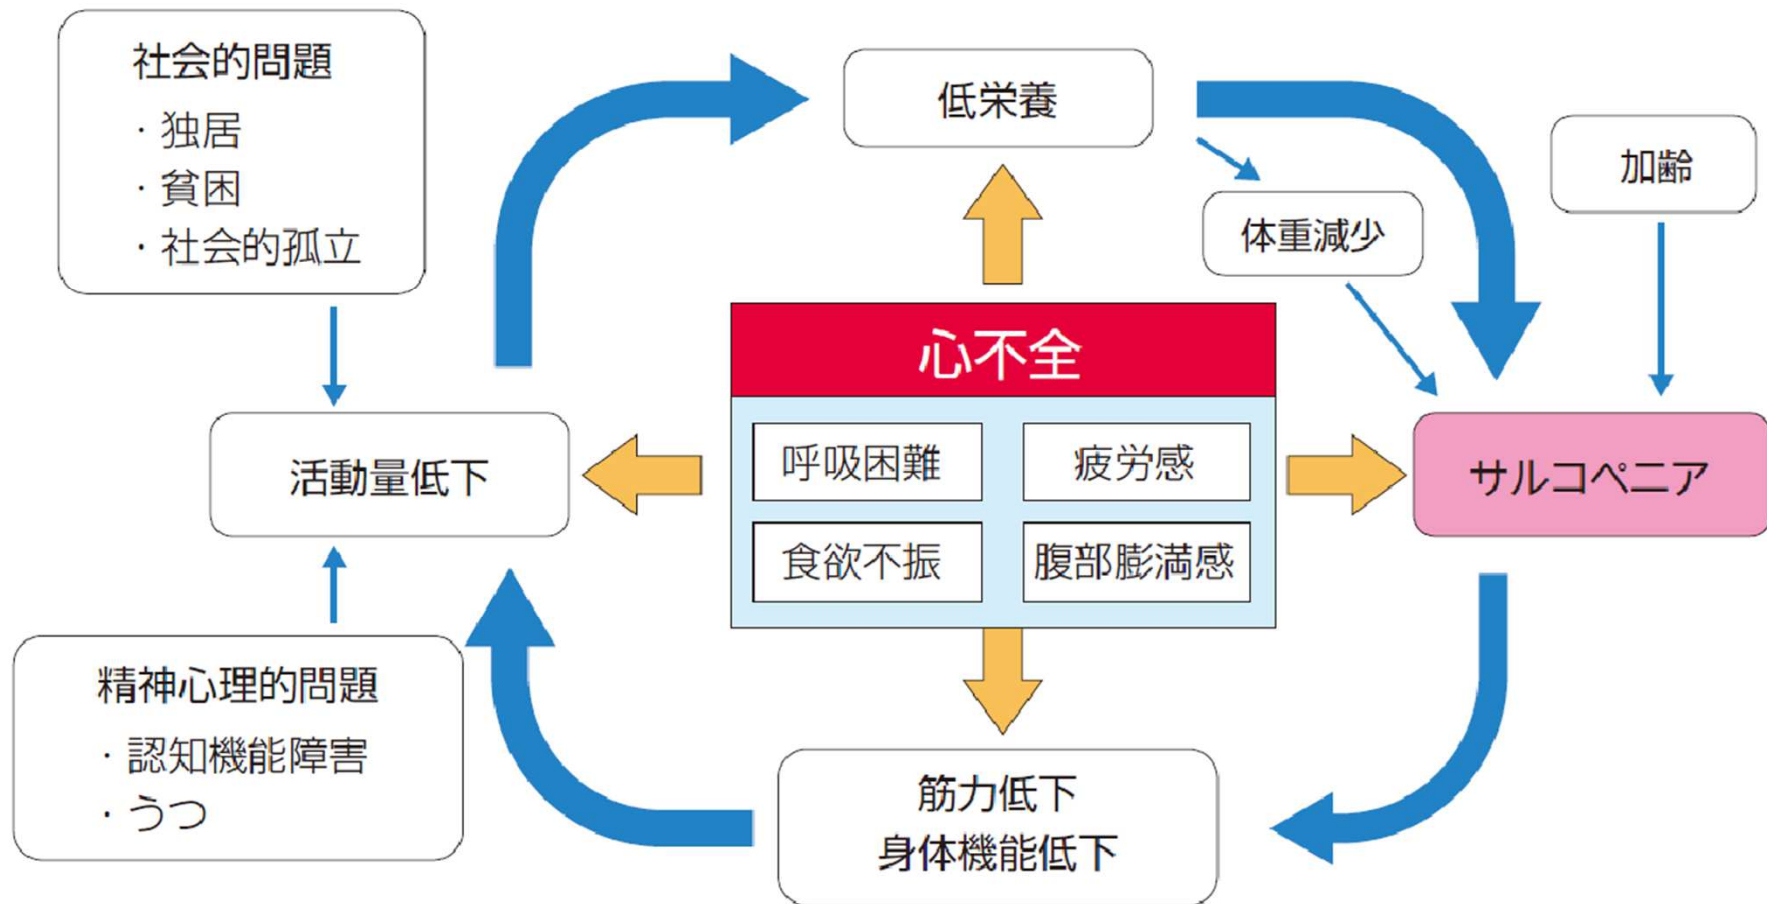 社会的問題
・独居
・貧困
・社会的孤立
低栄養
加齢
体重減少
心不全
呼吸困難
疲労感
食欲不振
腹部膨満感
活動量低下
サルコペニア
精神心理的問題
・認知機能障害
・うつ
筋力低下
身体機能低下